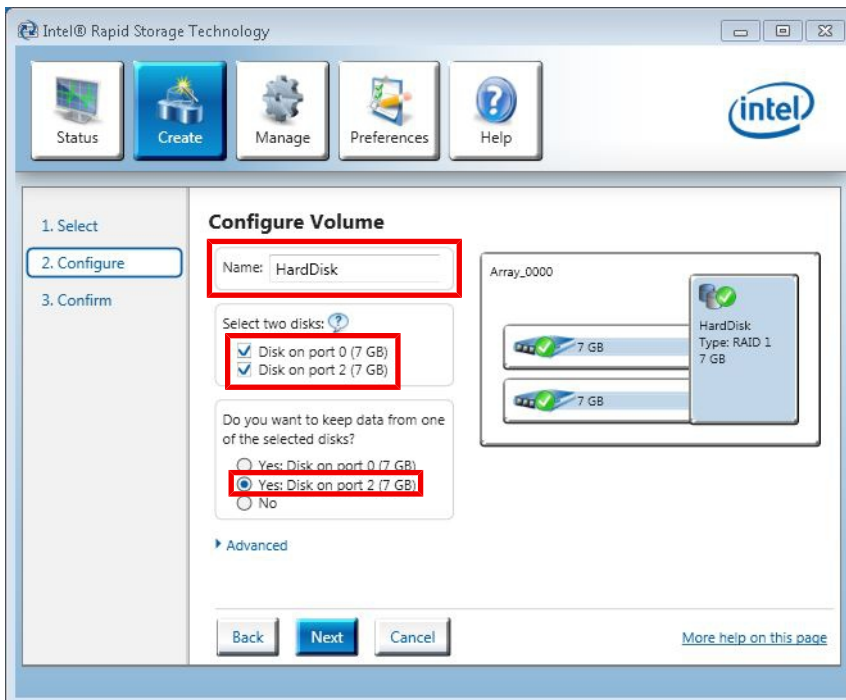 Intel® Rapid Storage Technology
Status
Create
Manage
Preferences
Help
intel
1. Select
2. Configure
3. Confirm
Configure Volume
Name: HardDisk
Select two disks:
Disk on port 0 (7 GB)
Disk on port 2 (7 GB)
Do you want to keep data from one
of the selected disks?
Yes: Disk on port 0 (7 GB)
Yes: Disk on port 2 (7 GB)
No
Advanced
Array_0000
7 GB
7 GB
HardDisk
Type: RAID 1
7 GB
Back
Next
Cancel
More help on this page